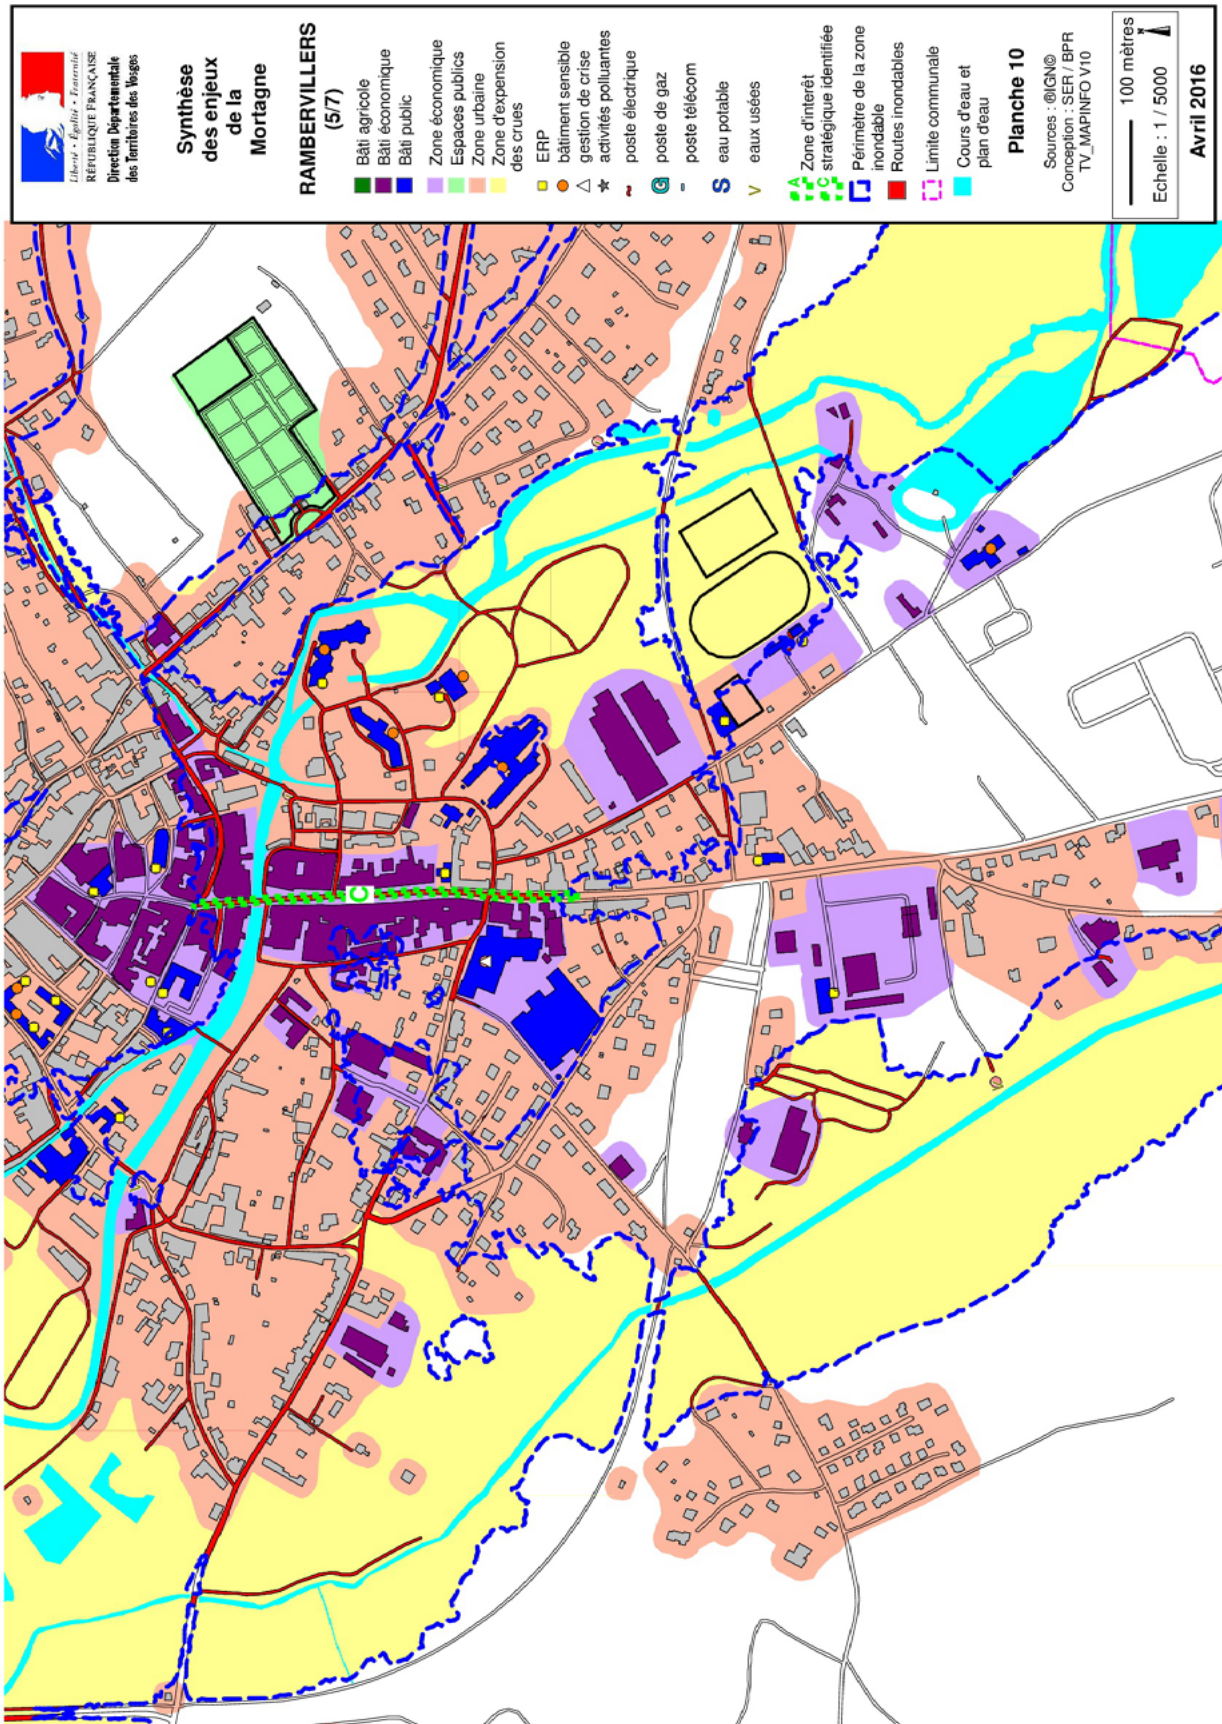 Liberté • Égalité • Fraternité
RÉPUBLIQUE FRANÇAISE
Direction Départementale
des Territoires des Vosges
Synthèse
des enjeux
de la
Mortagne
RAMBERVILLERS
(5/7)
Bâti agricole
Bâti économique
Bâti public
Zone économique
Espaces publics
Zone urbaine
Zone d'expension
des crues
ERP
bâtiment sensible
gestion de crise
activités polluantes
poste électrique
G poste de gaz
poste télécom
S eau potable
v eaux usées
A Zone d'interêt
C stratégique identifiée
Périmètre de la zone
inondable
Routes inondables
Limite communale
Cours d'eau et
plan d'eau
Planche 10
Sources : ®IGN©
Conception : SER / BPR
TV_MAPINFO V10
100 mètres
Echelle : 1 / 5000
Avril 2016
C